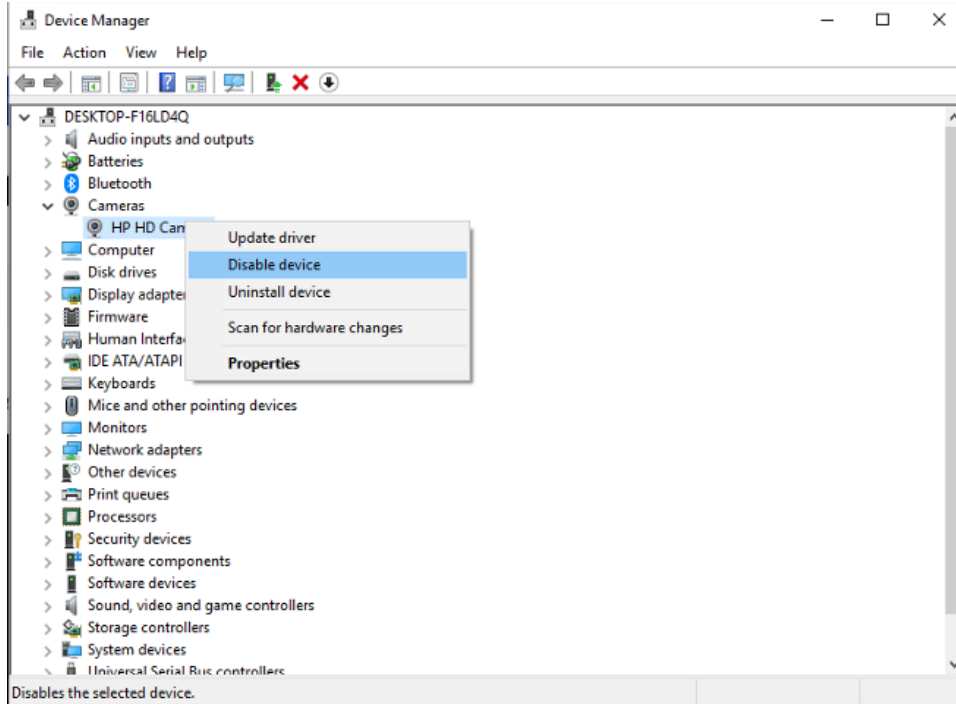 Device Manager
File Action View Help
DESKTOP-F16LD4Q
Audio inputs and outputs
Batteries
Bluetooth
Cameras
HP HD
Update driver
Disable device
Uninstall device
Scan for hardware changes
Properties
Computer
Disk drives
Display
Firmware
Human
IDE ATA/ATAPI
Keyboards
Mice and other pointing devices
Monitors
Network adapters
Other devices
Print queues
Processors
Security devices
Software components
Software devices
Sound, video and game controllers
Storage controllers
System devices
Universal Serial Bus controllers
Disables the selected device.